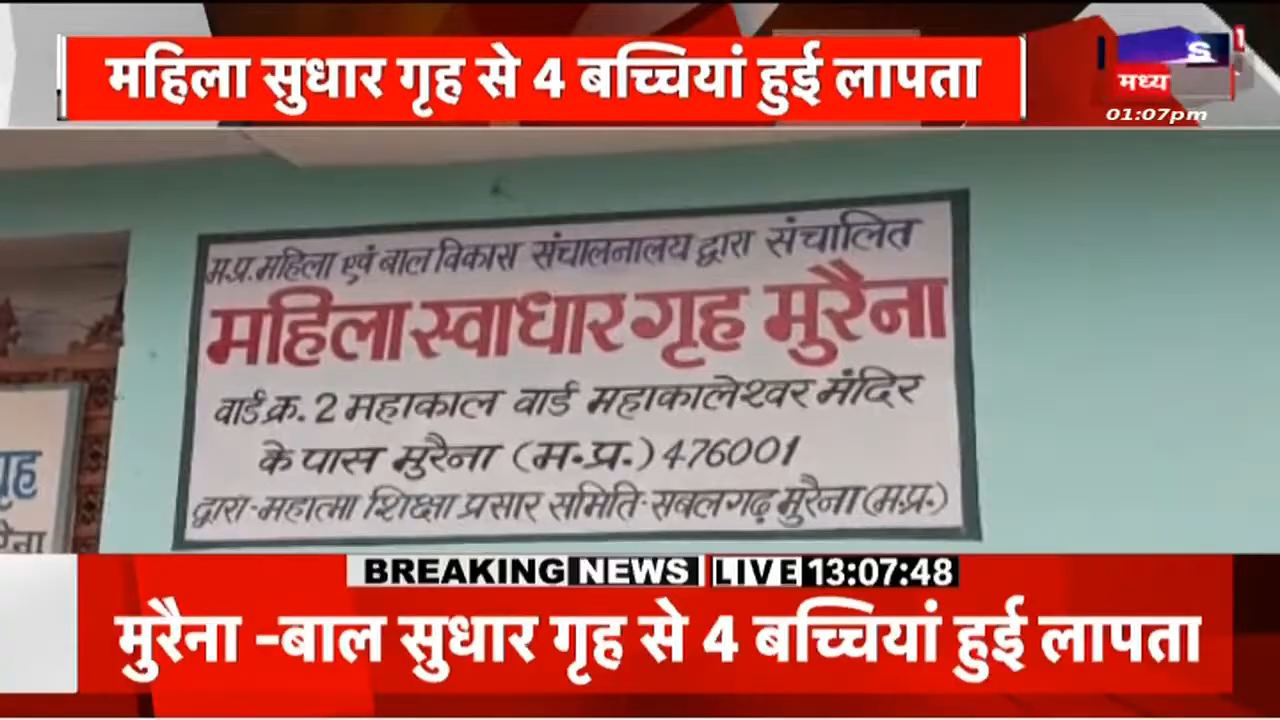 महिला सुधार गृह से 4 बच्चियां हुई लापता
S
मध्य
01:07pm
म.प्र. महिला एवं बाल विकास संचालनालय द्वारा संचालित
महिला स्वाधार गृह मुरैना
वार्ड क्र. 2 महाकाल वार्ड महाकालेश्वर मंदिर
के पास मुरैना (म.प्र.) 476001
द्वारा-महात्मा शिक्षा प्रसार समिति-सबलगढ़ मुरैना (म.प्र.)
BREAKING NEWS LIVE 13:07:48
मुरैना -बाल सुधार गृह से 4 बच्चियां हुई लापता